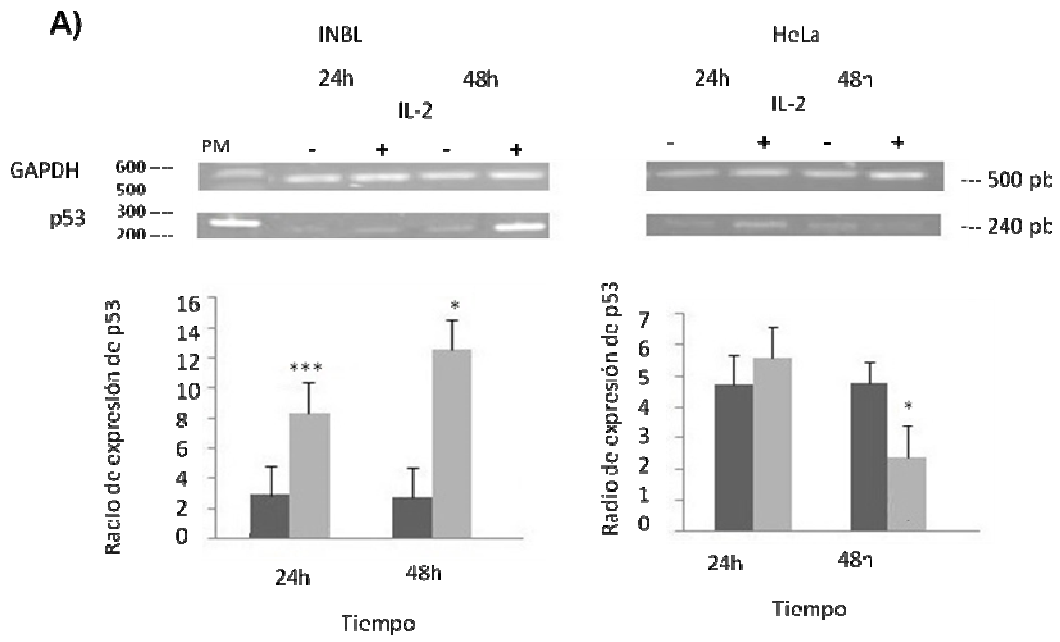 A)
INBL
24h 48h
IL-2
PM - + - +
GAPDH 600 ---
500
p53 300 ---
200 ---
HeLa
24h 48h
IL-2
- + - +
--- 500 pb
--- 240 pb
Racio de expresión de p53
16
14
12
10
8
6
4
2
0
***
*
24h 48h
Tiempo
Radio de expresión de p53
7
6
5
4
3
2
1
0
*
24h 48h
Tiempo